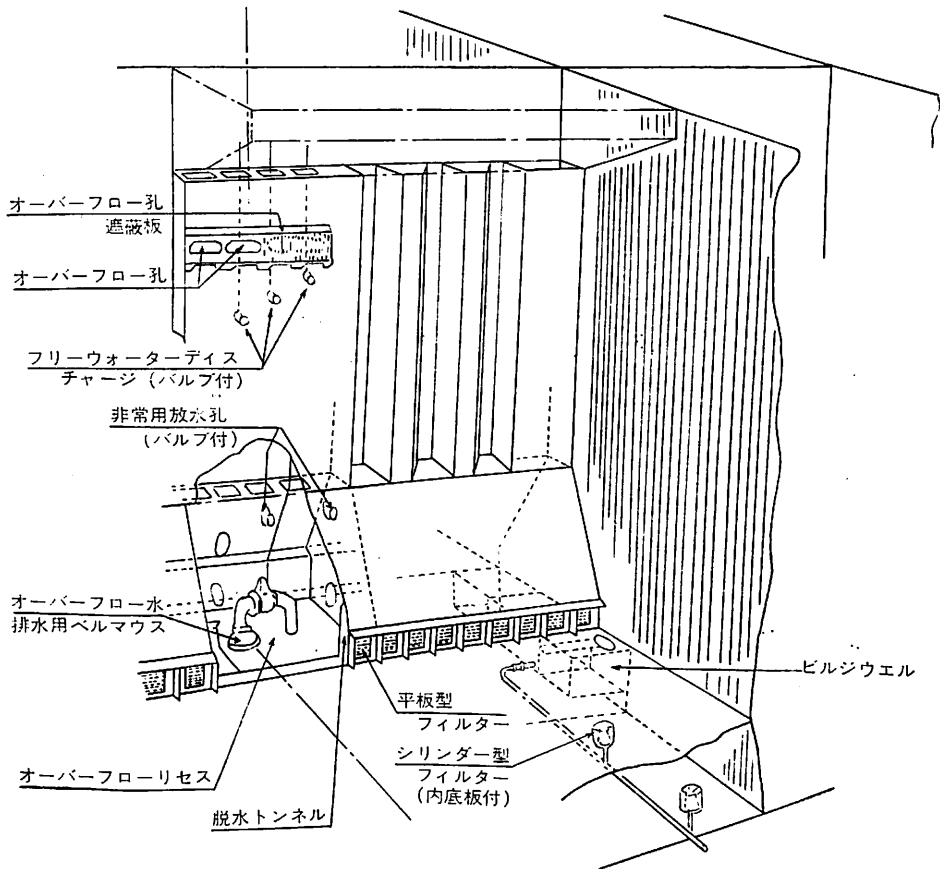 オーバーフロー孔
遮蔽板
オーバーフロー孔
フリーウォーターディス
チャージ (バルブ付)
非常用放水孔
(バルブ付)
オーバーフロー水
排水用ベルマウス
ビルジウエル
平板型
フィルター
シリンダー型
フィルター
(内底板付)
オーバーフローリセス
脱水トンネル